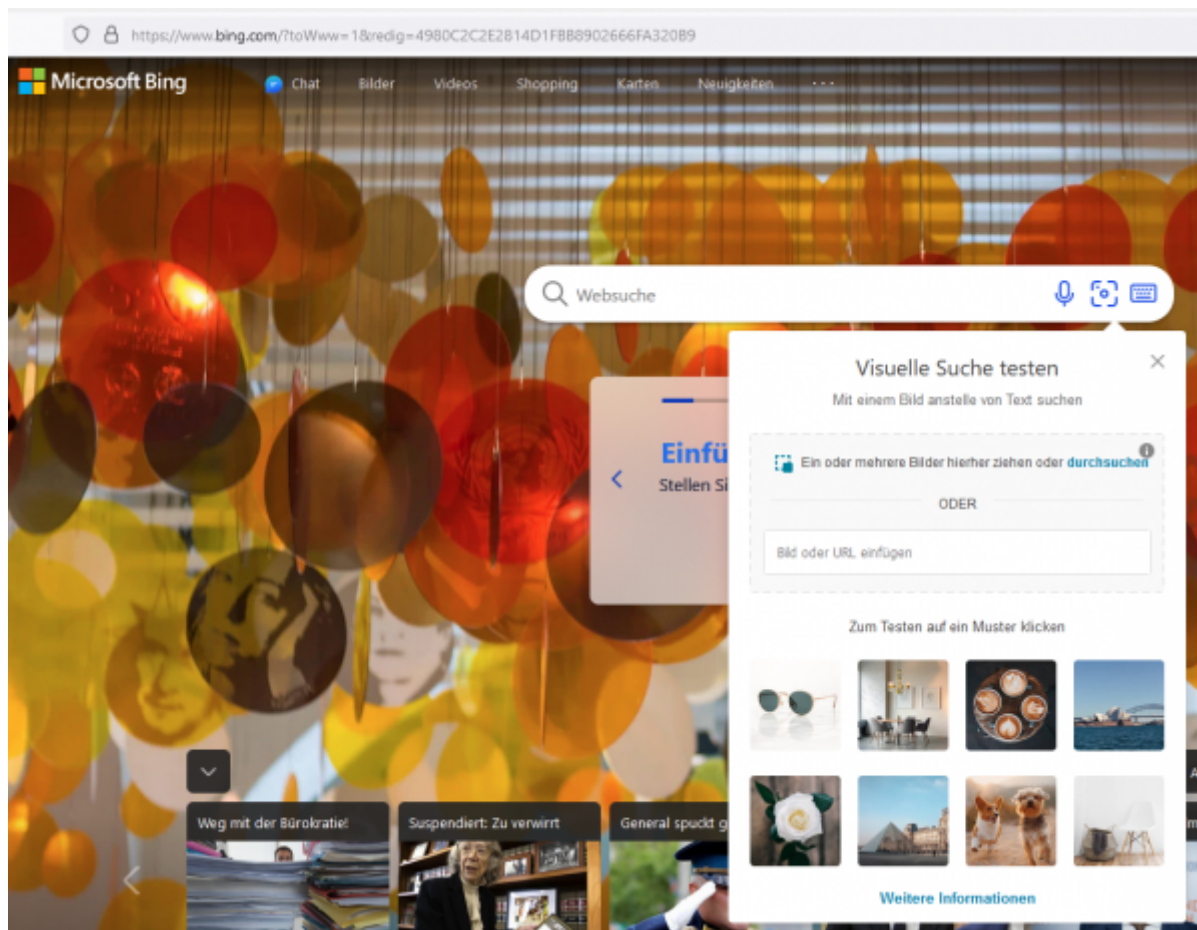 https://www.bing.com/?toWww=1&redig=4980C2C2E2814D1FBB8902666FA320B9
Microsoft Bing Chat Bilder Videos Shopping Karten Neuigkeiten ...
Websuche
Visuelle Suche testen
Mit einem Bild anstelle von Text suchen
Einfü
Stellen Si
Ein oder mehrere Bilder hierher ziehen oder durchsuchen
ODER
Bild oder URL einfügen
Zum Testen auf ein Muster klicken
Weg mit der Bürokratie!
Suspendiert: Zu verwirrt
General spuckt g
Weitere Informationen